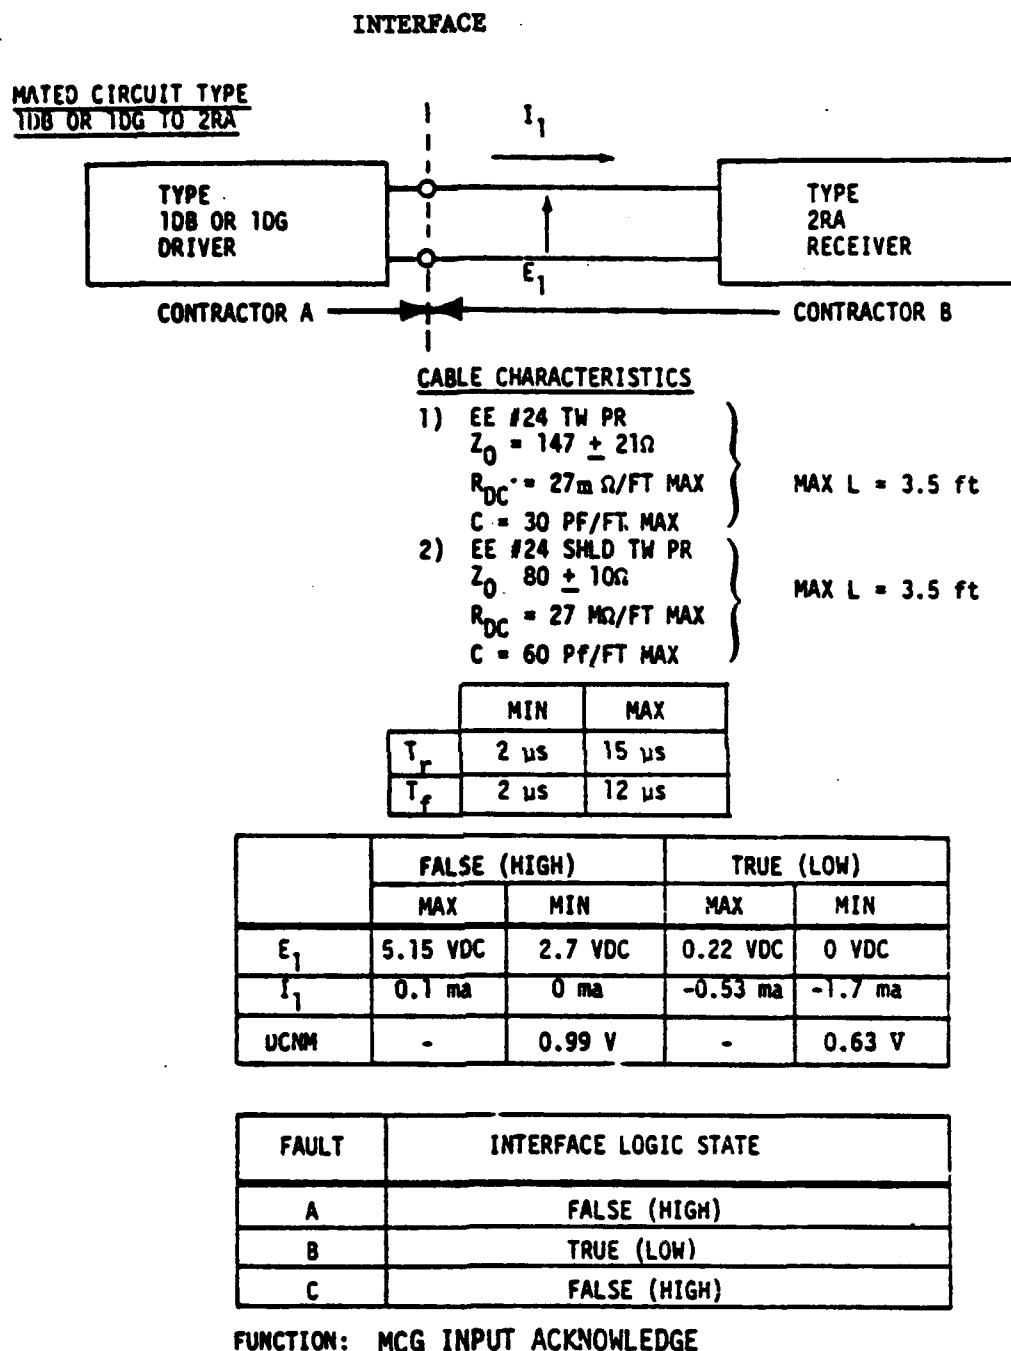 INTERFACE
MATED CIRCUIT TYPE
1DB OR 1DG TO 2RA
I1
TYPE
1DB OR 1DG
DRIVER
TYPE
2RA
RECEIVER
E1
CONTRACTOR A
CONTRACTOR B
CABLE CHARACTERISTICS
1) EE #24 TW PR
Z0 = 147 ± 21Ω
RDC = 27m Ω/FT MAX
C = 30 PF/FT. MAX
MAX L = 3.5 ft
2) EE #24 SHLD TW PR
Z0 80 ± 10Ω
RDC = 27 MΩ/FT MAX
C = 60 Pf/FT MAX
MAX L = 3.5 ft
MIN MAX
Tr 2 µs 15 µs
Tf 2 µs 12 µs
FALSE (HIGH) TRUE (LOW)
MAX MIN MAX MIN
E1 5.15 VDC 2.7 VDC 0.22 VDC 0 VDC
I1 0.1 ma 0 ma -0.53 ma -1.7 ma
DCNM - 0.99 V - 0.63 V
FAULT INTERFACE LOGIC STATE
A FALSE (HIGH)
B TRUE (LOW)
C FALSE (HIGH)
FUNCTION: MCG INPUT ACKNOWLEDGE